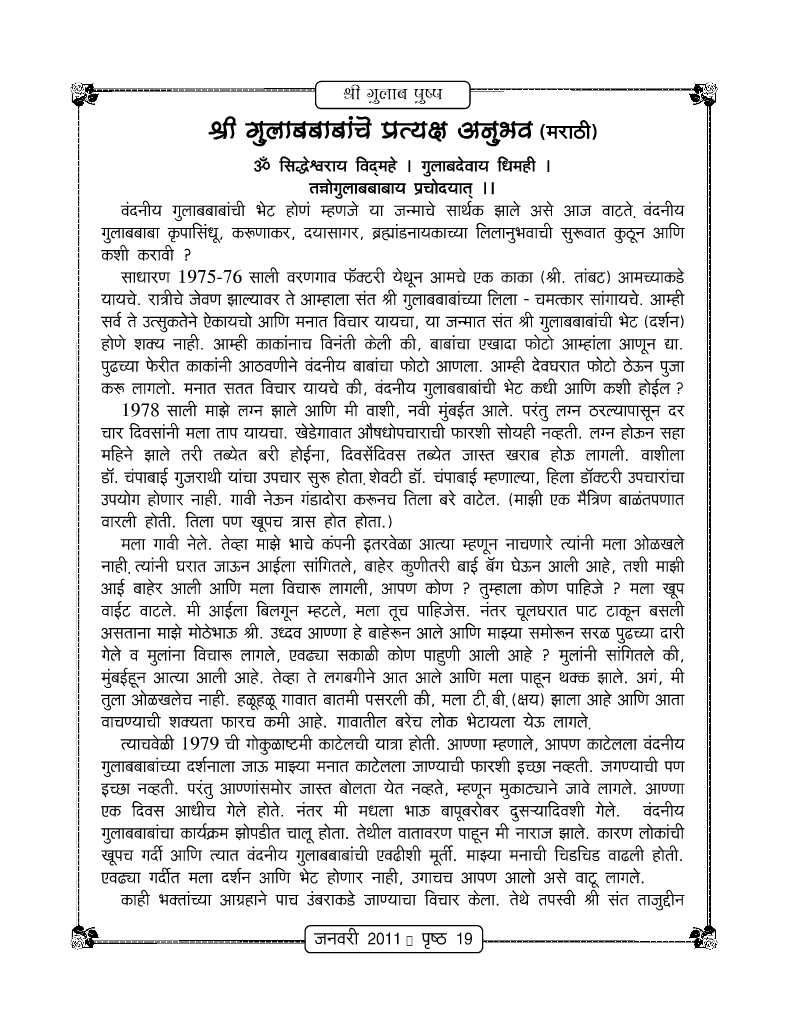 श्री गुलाब पुष्प
श्री गुलाबबाबांचे प्रत्यक्ष अनुभव (मराठी)
ॐ सिद्धेश्वराय विद्महे । गुलाबदेवाय धिमही ।
तन्नोगुलाबबाबाय प्रचोदयात् ।।
वंदनीय गुलाबबाबांची भेट होणं म्हणजे या जन्माचे सार्थक झाले असे आज वाटते. वंदनीय
गुलाबबाबा कृपासिंधू, करूणाकर, दयासागर, ब्रह्मांडनायकाच्या लिलानुभवाची सुरूवात कुठून आणि
कशी करावी ?
साधारण 1975-76 साली वरणगाव फॅक्टरी येथून आमचे एक काका (श्री. तांबट) आमच्याकडे
यायचे. रात्रीचे जेवण झाल्यावर ते आम्हाला संत श्री गुलाबबाबांच्या लिला - चमत्कार सांगायचे. आम्ही
सर्व ते उत्सुकतेने ऐकायचो आणि मनात विचार यायचा, या जन्मात संत श्री गुलाबबाबांची भेट (दर्शन)
होणे शक्य नाही. आम्ही काकांनाच विनंती केली की, बाबांचा एखादा फोटो आम्हांला आणून द्या.
पुढच्या फेरीत काकांनी आठवणीने वंदनीय बाबांचा फोटो आणला. आम्ही देवघरात फोटो ठेऊन पुजा
करू लागलो. मनात सतत विचार यायचे की, वंदनीय गुलाबबाबांची भेट कधी आणि कशी होईल ?
1978 साली माझे लग्न झाले आणि मी वाशी, नवी मुंबईत आले. परंतु लग्न ठरल्यापासून दर
चार दिवसांनी मला ताप यायचा. खेडेगावात औषधोपचाराची फारशी सोयही नव्हती. लग्न होऊन सहा
महिने झाले तरी तब्येत बरी होईना, दिवसेंदिवस तब्येत जास्त खराब होऊ लागली. वाशीला
डॉ. चंपाबाई गुजराथी यांचा उपचार सुरू होता. शेवटी डॉ. चंपाबाई म्हणाल्या, हिला डॉक्टरी उपचारांचा
उपयोग होणार नाही. गावी नेऊन गंडादोरा करूनच तिला बरे वाटेल. (माझी एक मैत्रिण बाळंतपणात
वारली होती. तिला पण खूपच त्रास होत होता.)
मला गावी नेले. तेव्हा माझे भाचे कंपनी इतरवेळा आत्या म्हणून नाचणारे त्यांनी मला ओळखले
नाही. त्यांनी घरात जाऊन आईला सांगितले, बाहेर कुणीतरी बाई बॅग घेऊन आली आहे, तशी माझी
आई बाहेर आली आणि मला विचारू लागली, आपण कोण ? तुम्हाला कोण पाहिजे ? मला खूप
वाईट वाटले. मी आईला बिलगून म्हटले, मला तूच पाहिजेस. नंतर चूलघरात पाट टाकून बसली
असताना माझे मोठेभाऊ श्री. उध्दव आण्णा हे बाहेरून आले आणि माझ्या समोरून सरळ पुढच्या दारी
गेले व मुलांना विचारू लागले, एवढ्या सकाळी कोण पाहुणी आली आहे ? मुलांनी सांगितले की,
मुंबईहून आत्या आली आहे. तेव्हा ते लगबगीने आत आले आणि मला पाहून थक्क झाले. अगं, मी
तुला ओळखलेच नाही. हळूहळू गावात बातमी पसरली की, मला टी.बी.(क्षय) झाला आहे आणि आता
वाचण्याची शक्यता फारच कमी आहे. गावातील बरेच लोक भेटायला येऊ लागले.
त्याचवेळी 1979 ची गोकुळाष्टमी काटेलची यात्रा होती. आण्णा म्हणाले, आपण काटेलला वंदनीय
गुलाबबाबांच्या दर्शनाला जाऊ माझ्या मनात काटेलला जाण्याची फारशी इच्छा नव्हती. जगण्याची पण
इच्छा नव्हती. परंतु आण्णांसमोर जास्त बोलता येत नव्हते, म्हणून मुकाट्याने जावे लागले. आण्णा
एक दिवस आधीच गेले होते. नंतर मी मधला भाऊ बापूबरोबर दुसऱ्यादिवशी गेले. वंदनीय
गुलाबबाबांचा कार्यक्रम झोपडीत चालू होता. तेथील वातावरण पाहून मी नाराज झाले. कारण लोकांची
खूपच गर्दी आणि त्यात वंदनीय गुलाबबाबांची एवढीशी मूर्ती. माझ्या मनाची चिडचिड वाढली होती.
एवढ्या गर्दीत मला दर्शन आणि भेट होणार नाही, उगाचच आपण आलो असे वाटू लागले.
काही भक्तांच्या आग्रहाने पाच उंबराकडे जाण्याचा विचार केला. तेथे तपस्वी श्री संत ताजुद्दीन
जनवरी 2011 □ पृष्ठ 19